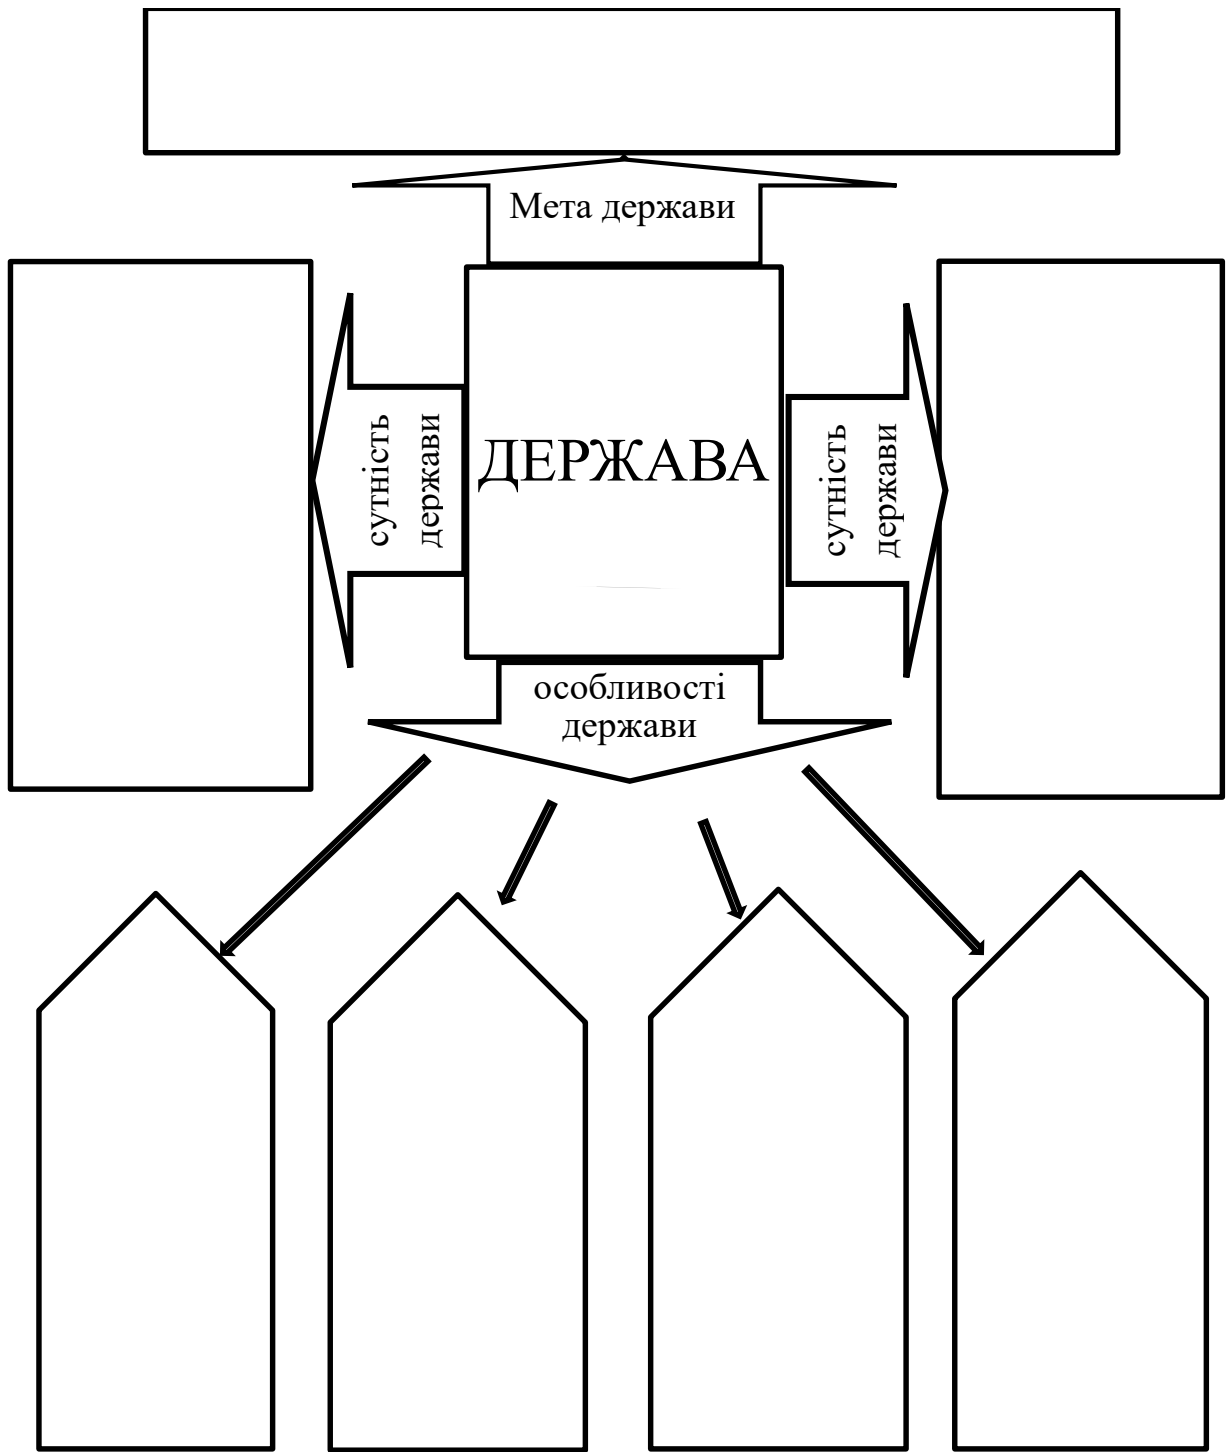 Мета держави
сутність
держави
ДЕРЖАВА
сутність
держави
особливості
держави